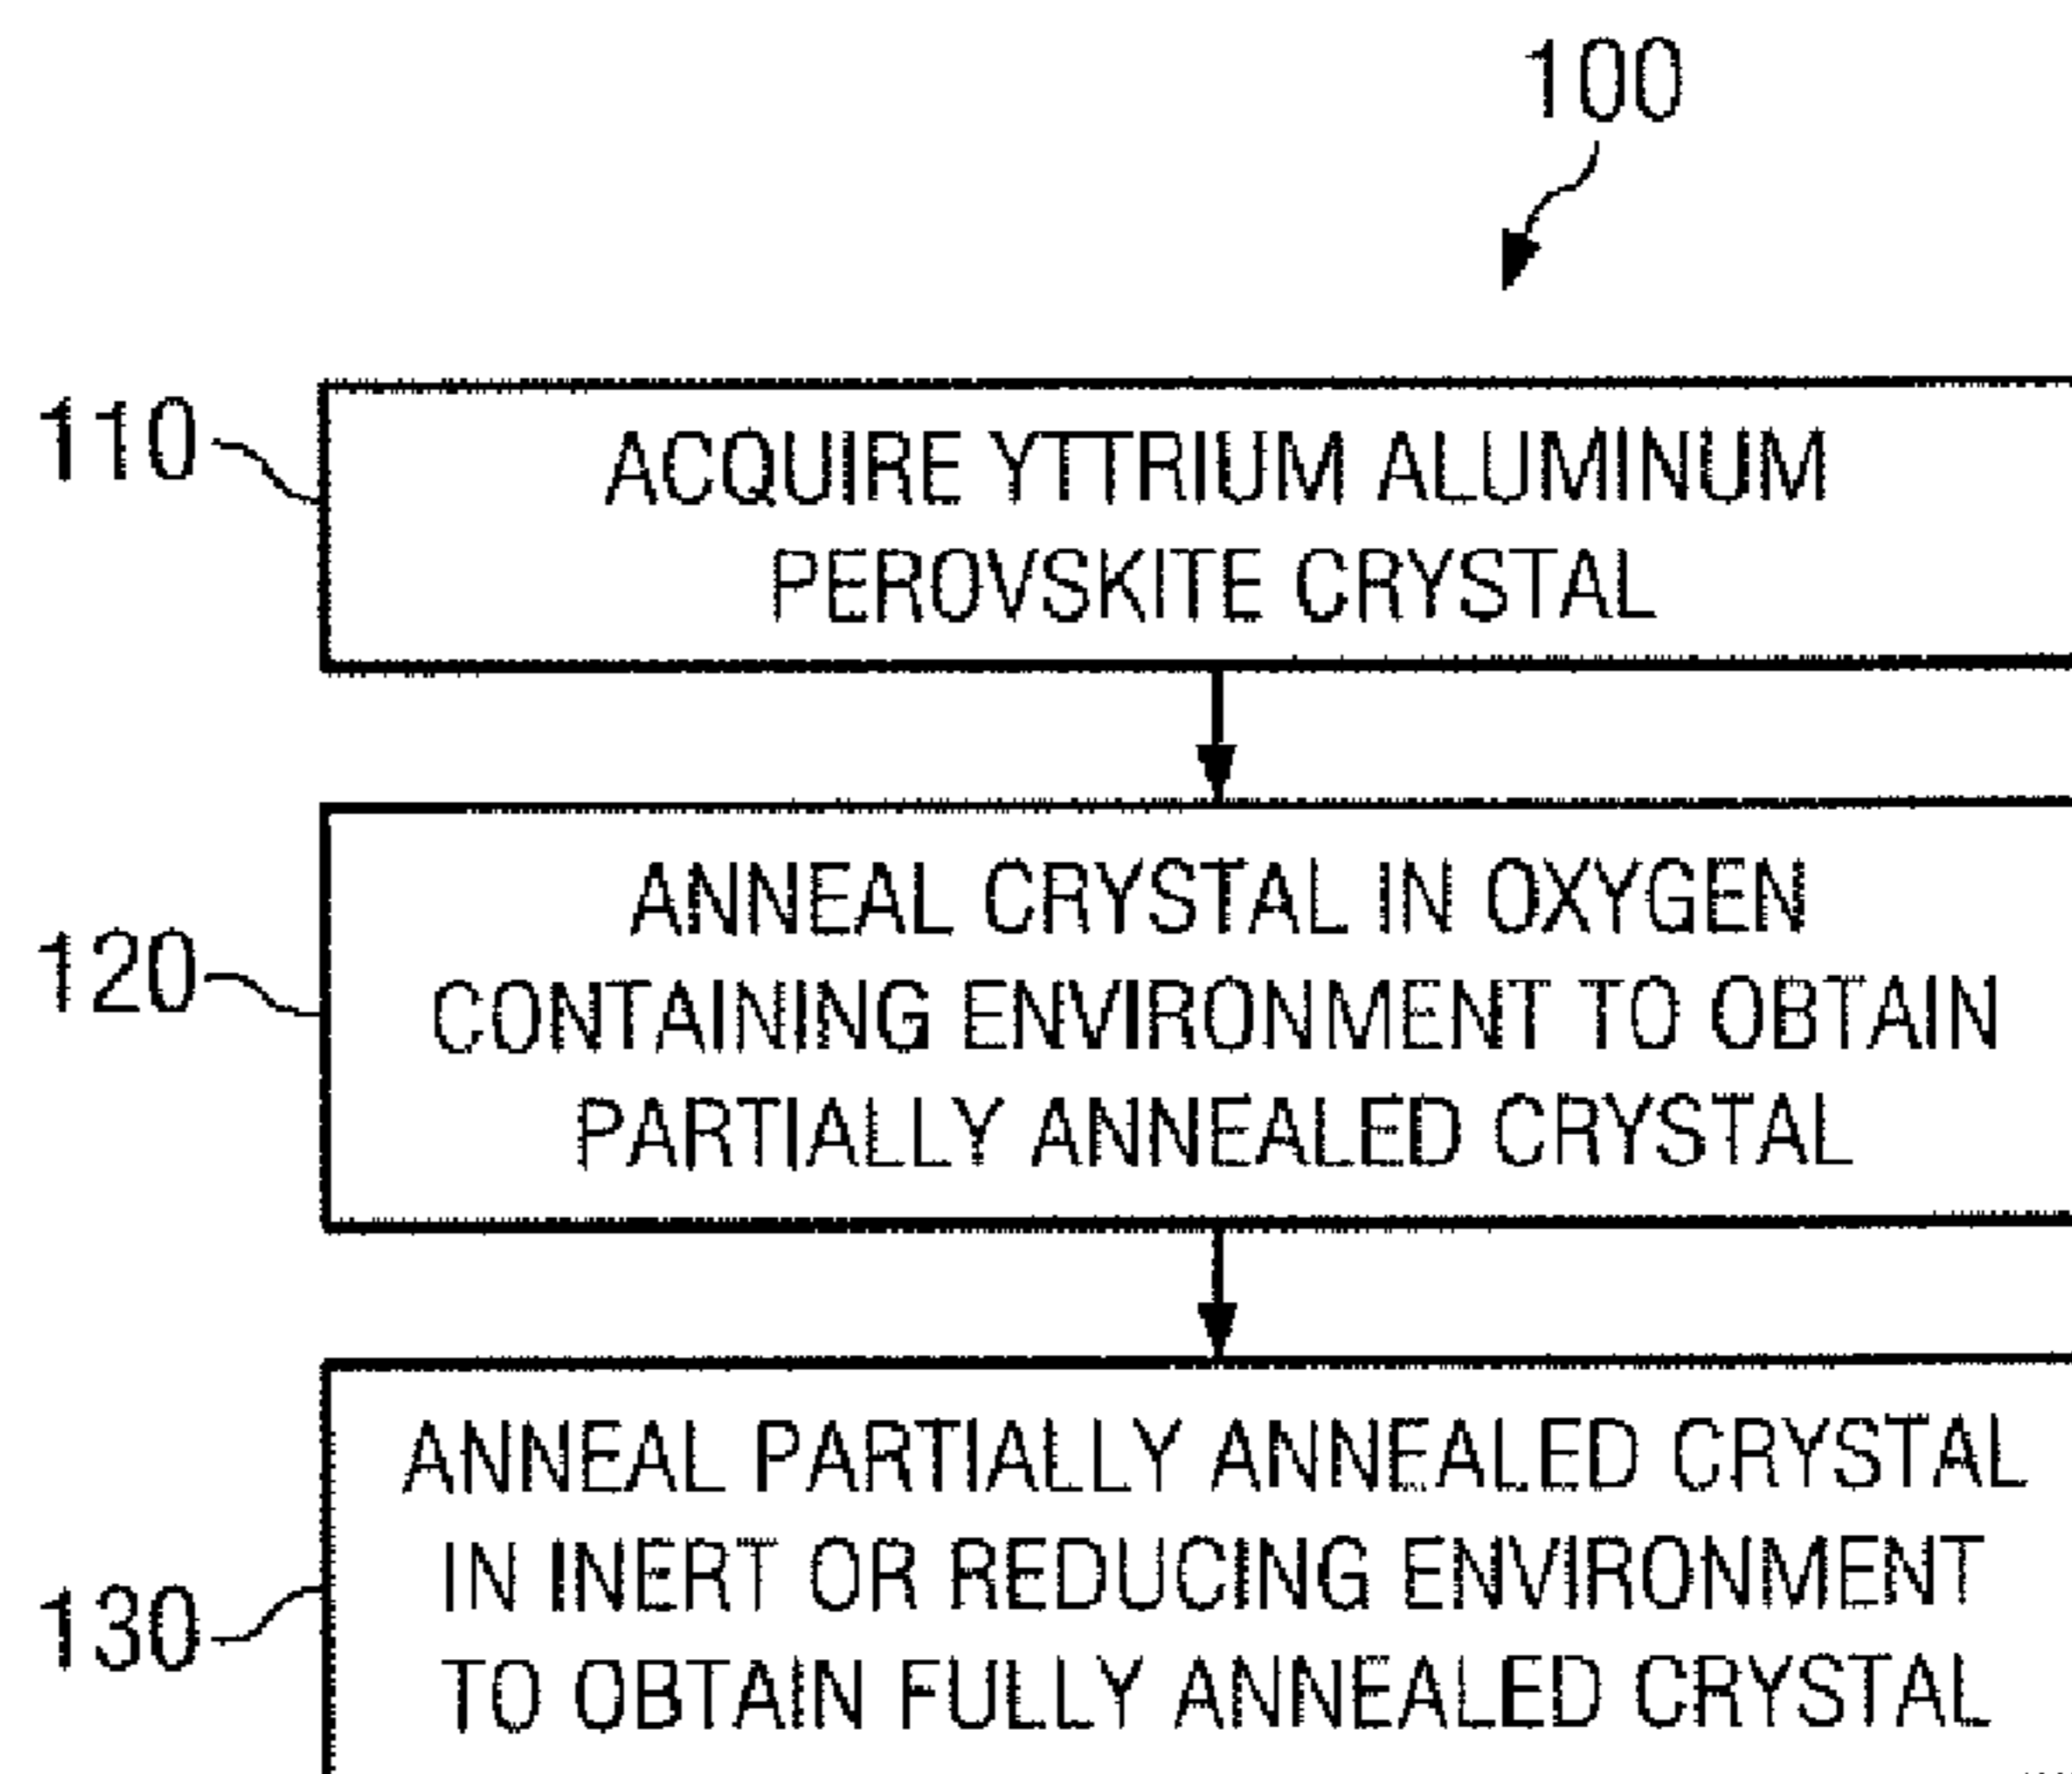 100
110
ACQUIRE YTTRIUM ALUMINUM
PEROVSKITE CRYSTAL
120
ANNEAL CRYSTAL IN OXYGEN
CONTAINING ENVIRONMENT TO OBTAIN
PARTIALLY ANNEALED CRYSTAL
130
ANNEAL PARTIALLY ANNEALED CRYSTAL
IN INERT OR REDUCING ENVIRONMENT
TO OBTAIN FULLY ANNEALED CRYSTAL